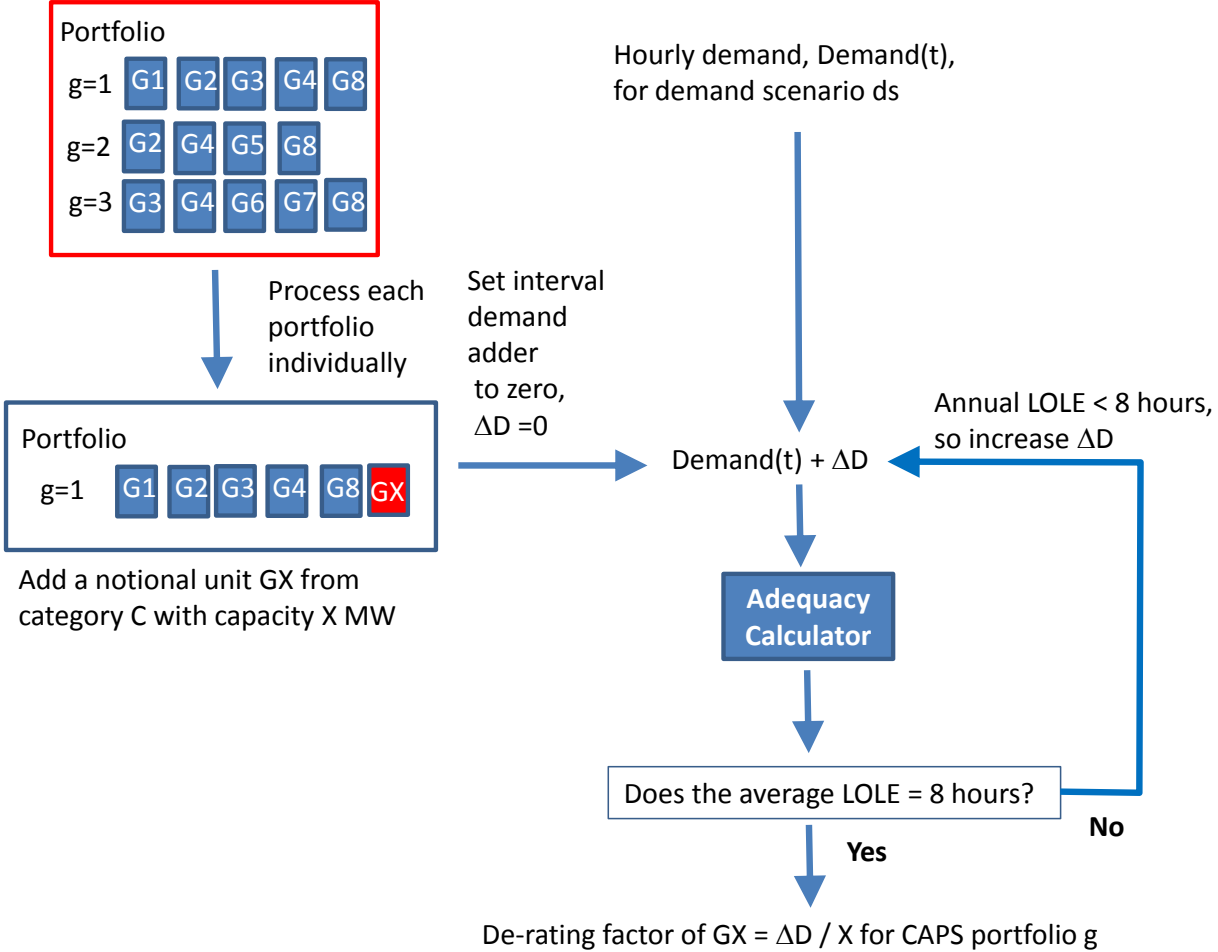 Portfolio
g=1 G1 G2 G3 G4 G8
g=2 G2 G4 G5 G8
g=3 G3 G4 G6 G7 G8
Hourly demand, Demand(t),
for demand scenario ds
Process each
portfolio
individually
Set interval
demand
adder
to zero,
ΔD =0
Portfolio
g=1 G1 G2 G3 G4 G8 GX
Add a notional unit GX from
category C with capacity X MW
Demand(t) + ΔD
Annual LOLE < 8 hours,
so increase ΔD
Adequacy
Calculator
Does the average LOLE = 8 hours?
No
Yes
De-rating factor of GX = ΔD / X for CAPS portfolio g